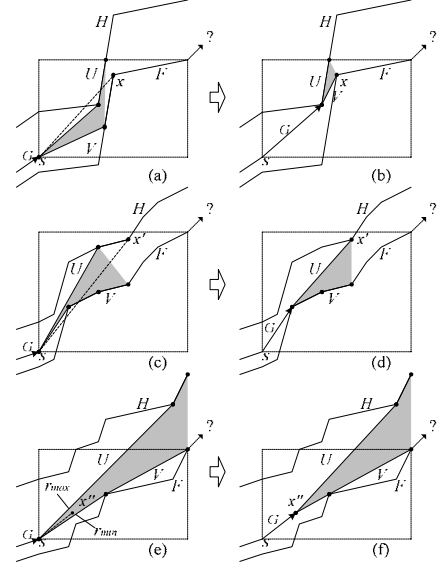 H
?
U
x
F
V
G
S
(a)
H
?
U
x
F
V
G
S
(b)
H
?
x'
F
U
V
G
S
(c)
H
?
x'
F
U
V
G
S
(d)
H
?
U
r_max
x''
V
F
r_min
G
S
(e)
H
?
U
x''
V
F
G
S
(f)